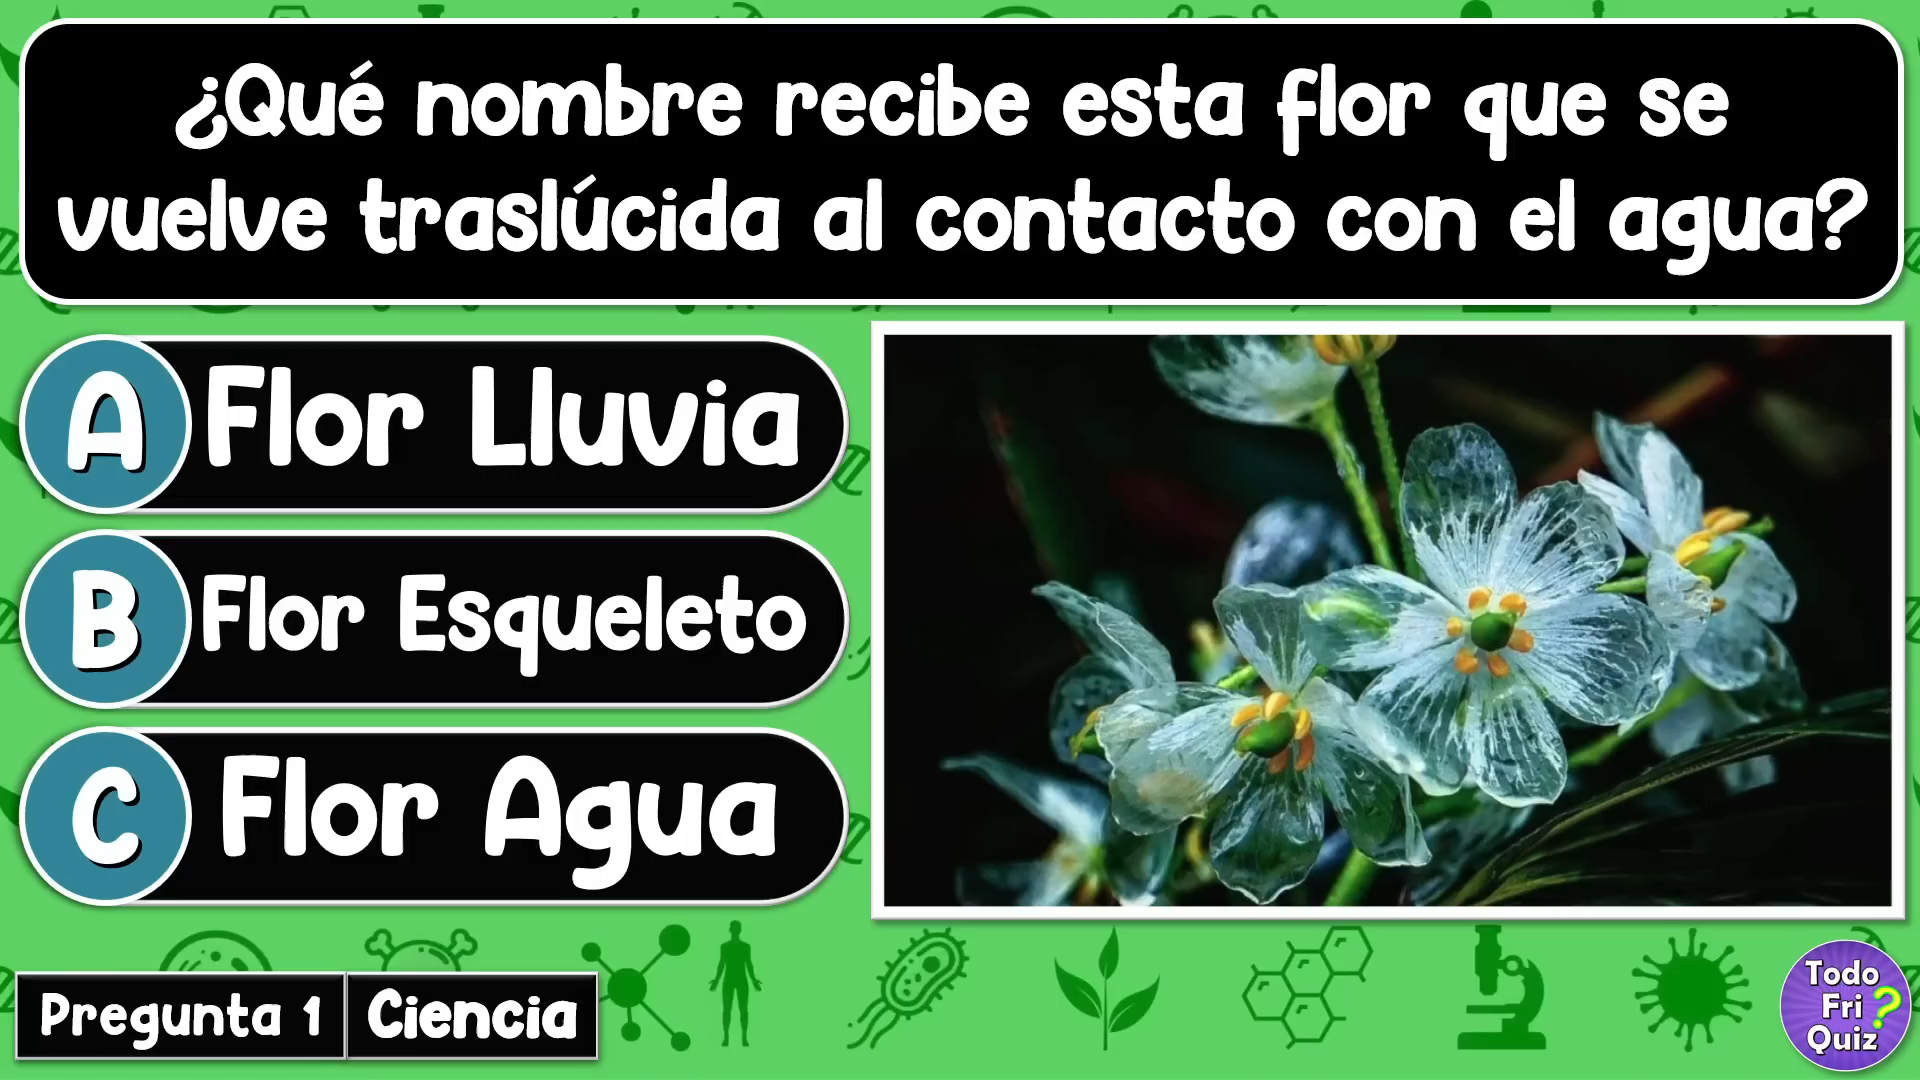 ¿Qué nombre recibe esta flor que se
vuelve traslúcida al contacto con el agua?
A Flor Lluvia
B Flor Esqueleto
C Flor Agua
Pregunta 1 Ciencia
Todo
Fri ?
Quiz